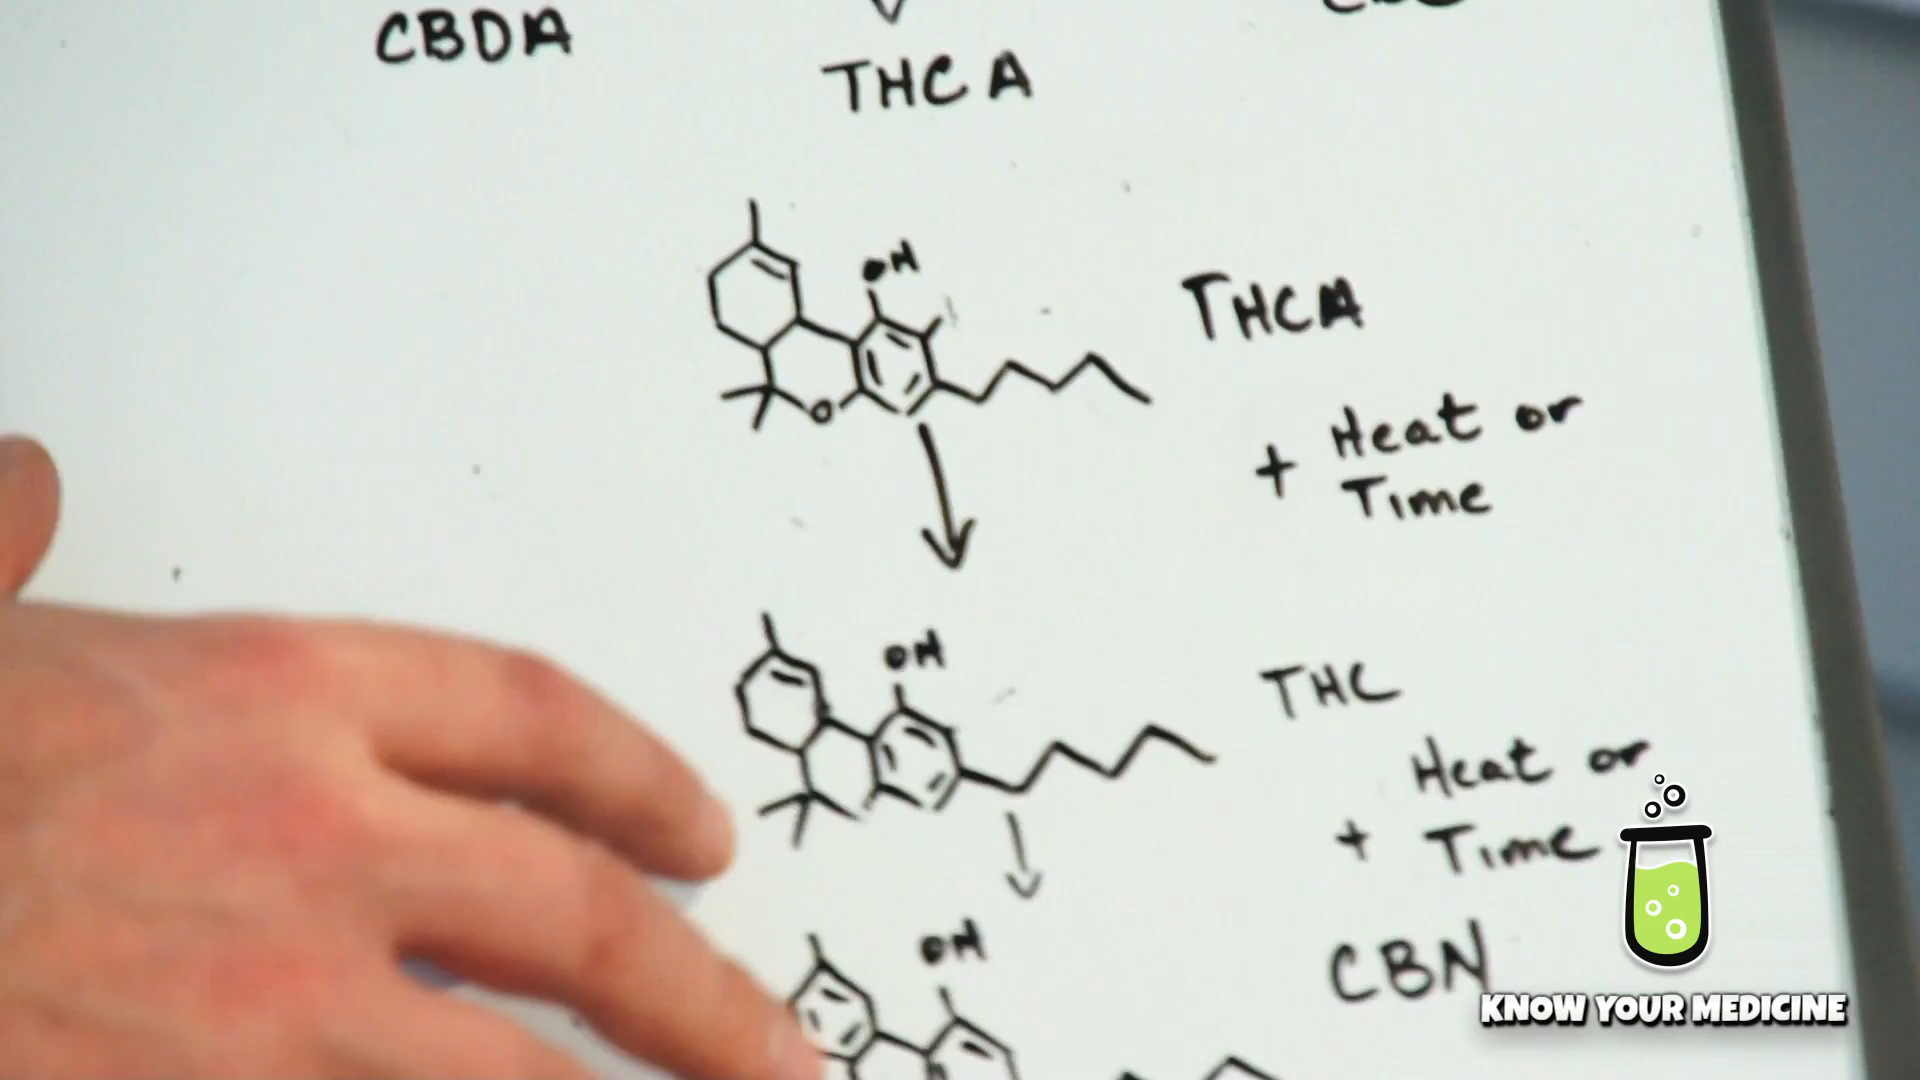 CBDA
THCA
OH
THCA
O
+ Heat or
Time
OH
THC
+ Heat or
Time
OH
CBN
KNOW YOUR MEDICINE